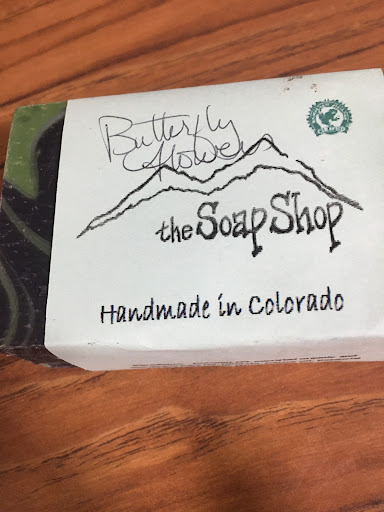 Butterfly
Flower
the Soap Shop
Handmade in Colorado